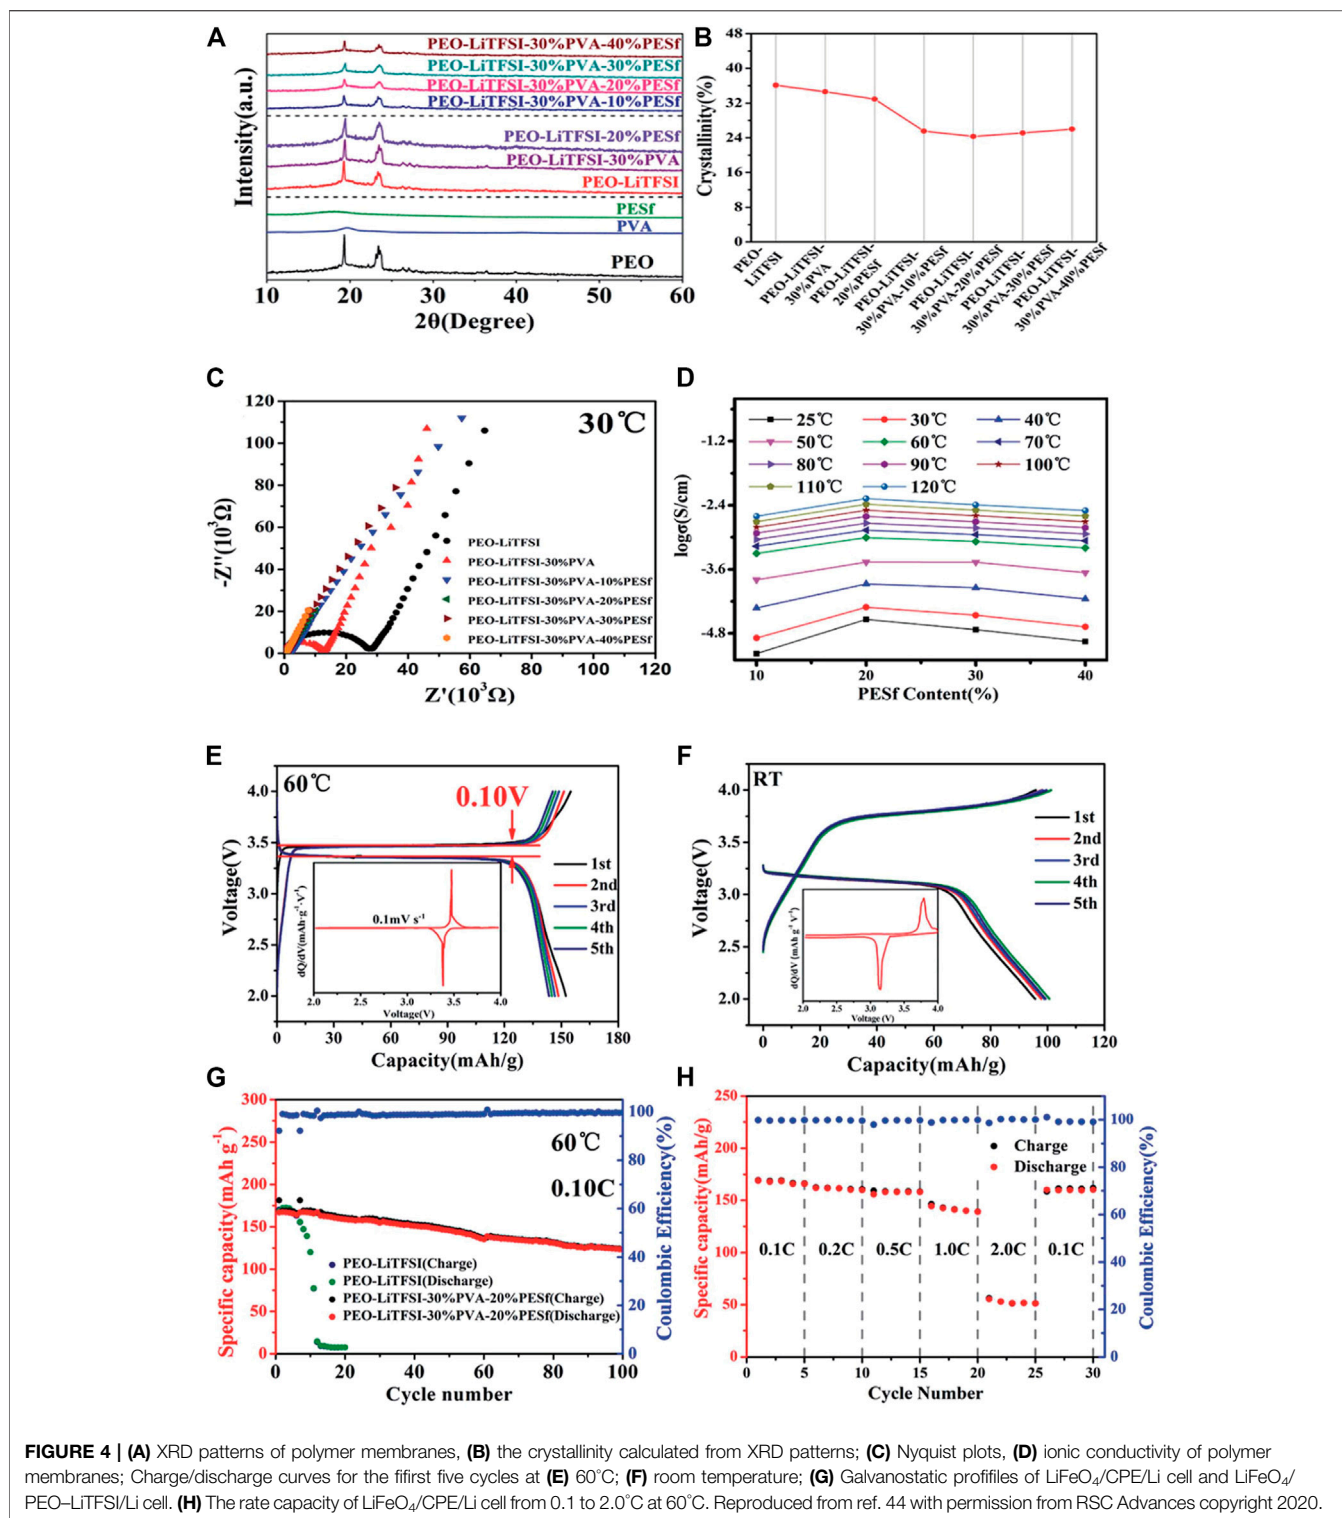 A
PEO-LiTFSI-30%PVA-40%PESf
PEO-LiTFSI-30%PVA-30%PESf
PEO-LiTFSI-30%PVA-20%PESf
PEO-LiTFSI-30%PVA-10%PESf
PEO-LiTFSI-20%PESf
PEO-LiTFSI-30%PVA
PEO-LiTFSI
PESf
PVA
PEO
Intensity(a.u.)
10 20 30 40 50 60
2θ(Degree)
B
48
40
32
24
16
8
0
Crystallinity(%)
PEO-
LiTFSI
PEO-LiTFSI-
30%PVA
PEO-LiTFSI-
20%PESf
PEO-LiTFSI-
30%PVA-10%PESf
PEO-LiTFSI-
30%PVA-20%PESf
PEO-LiTFSI-
30%PVA-30%PESf
PEO-LiTFSI-
30%PVA-40%PESf
C
120
100
80
60
40
20
0
-Z''(10³Ω)
30℃
PEO-LiTFSI
PEO-LiTFSI-30%PVA
PEO-LiTFSI-30%PVA-10%PESf
PEO-LiTFSI-30%PVA-20%PESf
PEO-LiTFSI-30%PVA-30%PESf
PEO-LiTFSI-30%PVA-40%PESf
0 20 40 60 80 100 120
Z'(10³Ω)
D
25℃ 30℃ 40℃
50℃ 60℃ 70℃
80℃ 90℃ 100℃
110℃ 120℃
-1.2
-2.4
-3.6
-4.8
logσ(S/cm)
10 20 30 40
PESf Content(%)
E
60℃
0.10V
4.0
3.5
3.0
2.5
2.0
Voltage(V)
1st
2nd
3rd
4th
5th
0.1mV s⁻¹
dQ/dV(mAh·g⁻¹·V⁻¹)
2.0 2.5 3.0 3.5 4.0
Voltage(V)
0 30 60 90 120 150 180
Capacity(mAh/g)
F
RT
4.0
3.5
3.0
2.5
2.0
Voltage(V)
1st
2nd
3rd
4th
5th
dQ/dV (mAh g⁻¹ V⁻¹)
2.0 2.5 3.0 3.5 4.0
Voltage (V)
0 20 40 60 80 100 120
Capacity(mAh/g)
G
300
250
200
150
100
50
0
Specific capacity(mAh g⁻¹)
60℃
0.10C
PEO-LiTFSI(Charge)
PEO-LiTFSI(Discharge)
PEO-LiTFSI-30%PVA-20%PESf(Charge)
PEO-LiTFSI-30%PVA-20%PESf(Discharge)
100
80
60
40
20
0
Coulombic Efficiency(%)
0 20 40 60 80 100
Cycle number
H
250
200
150
100
50
0
Specific capacity(mAh/g)
Charge
Discharge
0.1C 0.2C 0.5C 1.0C 2.0C 0.1C
100
80
60
40
20
0
Coulombic Efficiency(%)
0 5 10 15 20 25 30
Cycle Number
FIGURE 4 | (A) XRD patterns of polymer membranes, (B) the crystallinity calculated from XRD patterns; (C) Nyquist plots, (D) ionic conductivity of polymer
membranes; Charge/discharge curves for the fifirst five cycles at (E) 60°C; (F) room temperature; (G) Galvanostatic profifiles of LiFeO₄/CPE/Li cell and LiFeO₄/
PEO–LiTFSI/Li cell. (H) The rate capacity of LiFeO₄/CPE/Li cell from 0.1 to 2.0°C at 60°C. Reproduced from ref. 44 with permission from RSC Advances copyright 2020.